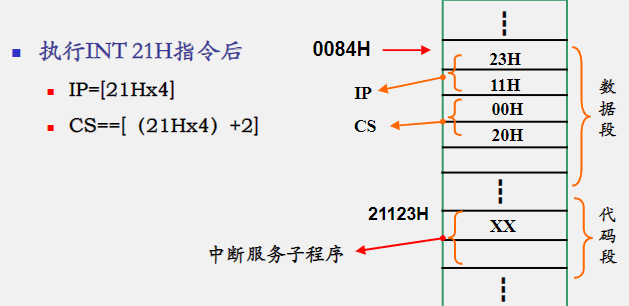 执行INT 21H指令后
IP=[21Hx4]
CS==[（21Hx4）+2]
0084H
23H
11H
IP
00H
CS
20H
数据段
21123H
XX
中断服务子程序
代码段